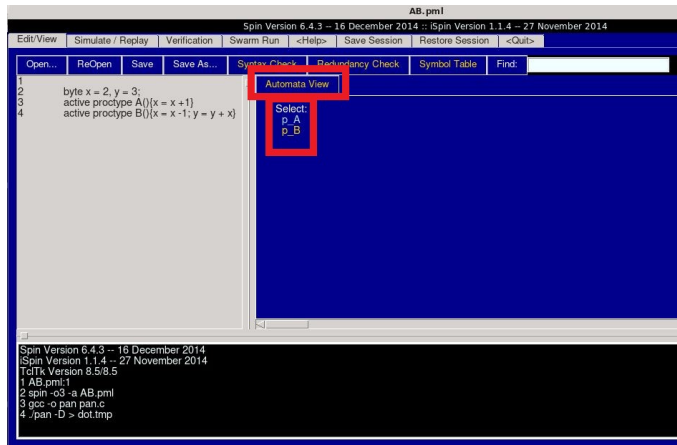 AB.pml
Spin Version 6.4.3 -- 16 December 2014 :: iSpin Version 1.1.4 -- 27 November 2014
Edit/View Simulate / Replay Verification Swarm Run <Help> Save Session Restore Session <Quit>
Open... ReOpen Save Save As... Syntax Check Redundancy Check Symbol Table Find:
Automata View
1
2 byte x = 2, y = 3;
3 active proctype A(){x = x +1}
4 active proctype B(){x = x -1; y = y + x}
Select:
p_A
p_B
Spin Version 6.4.3 -- 16 December 2014
iSpin Version 1.1.4 -- 27 November 2014
TclTk Version 8.5/8.5
1 AB.pml:1
2 spin -o3 -a AB.pml
3 gcc -o pan pan.c
4 ./pan -D > dot.tmp